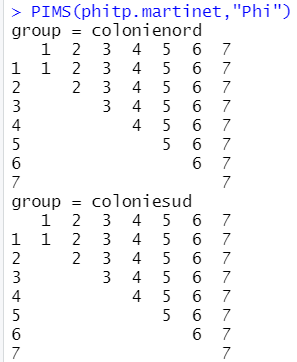 > PIMS(phitp.martinet,"Phi")
group = colonienord
   1  2  3  4  5  6  7
1  1  2  3  4  5  6  7
2     2  3  4  5  6  7
3        3  4  5  6  7
4           4  5  6  7
5              5  6  7
6                 6  7
7                    7
group = coloniesud
   1  2  3  4  5  6  7
1  1  2  3  4  5  6  7
2     2  3  4  5  6  7
3        3  4  5  6  7
4           4  5  6  7
5              5  6  7
6                 6  7
7                    7